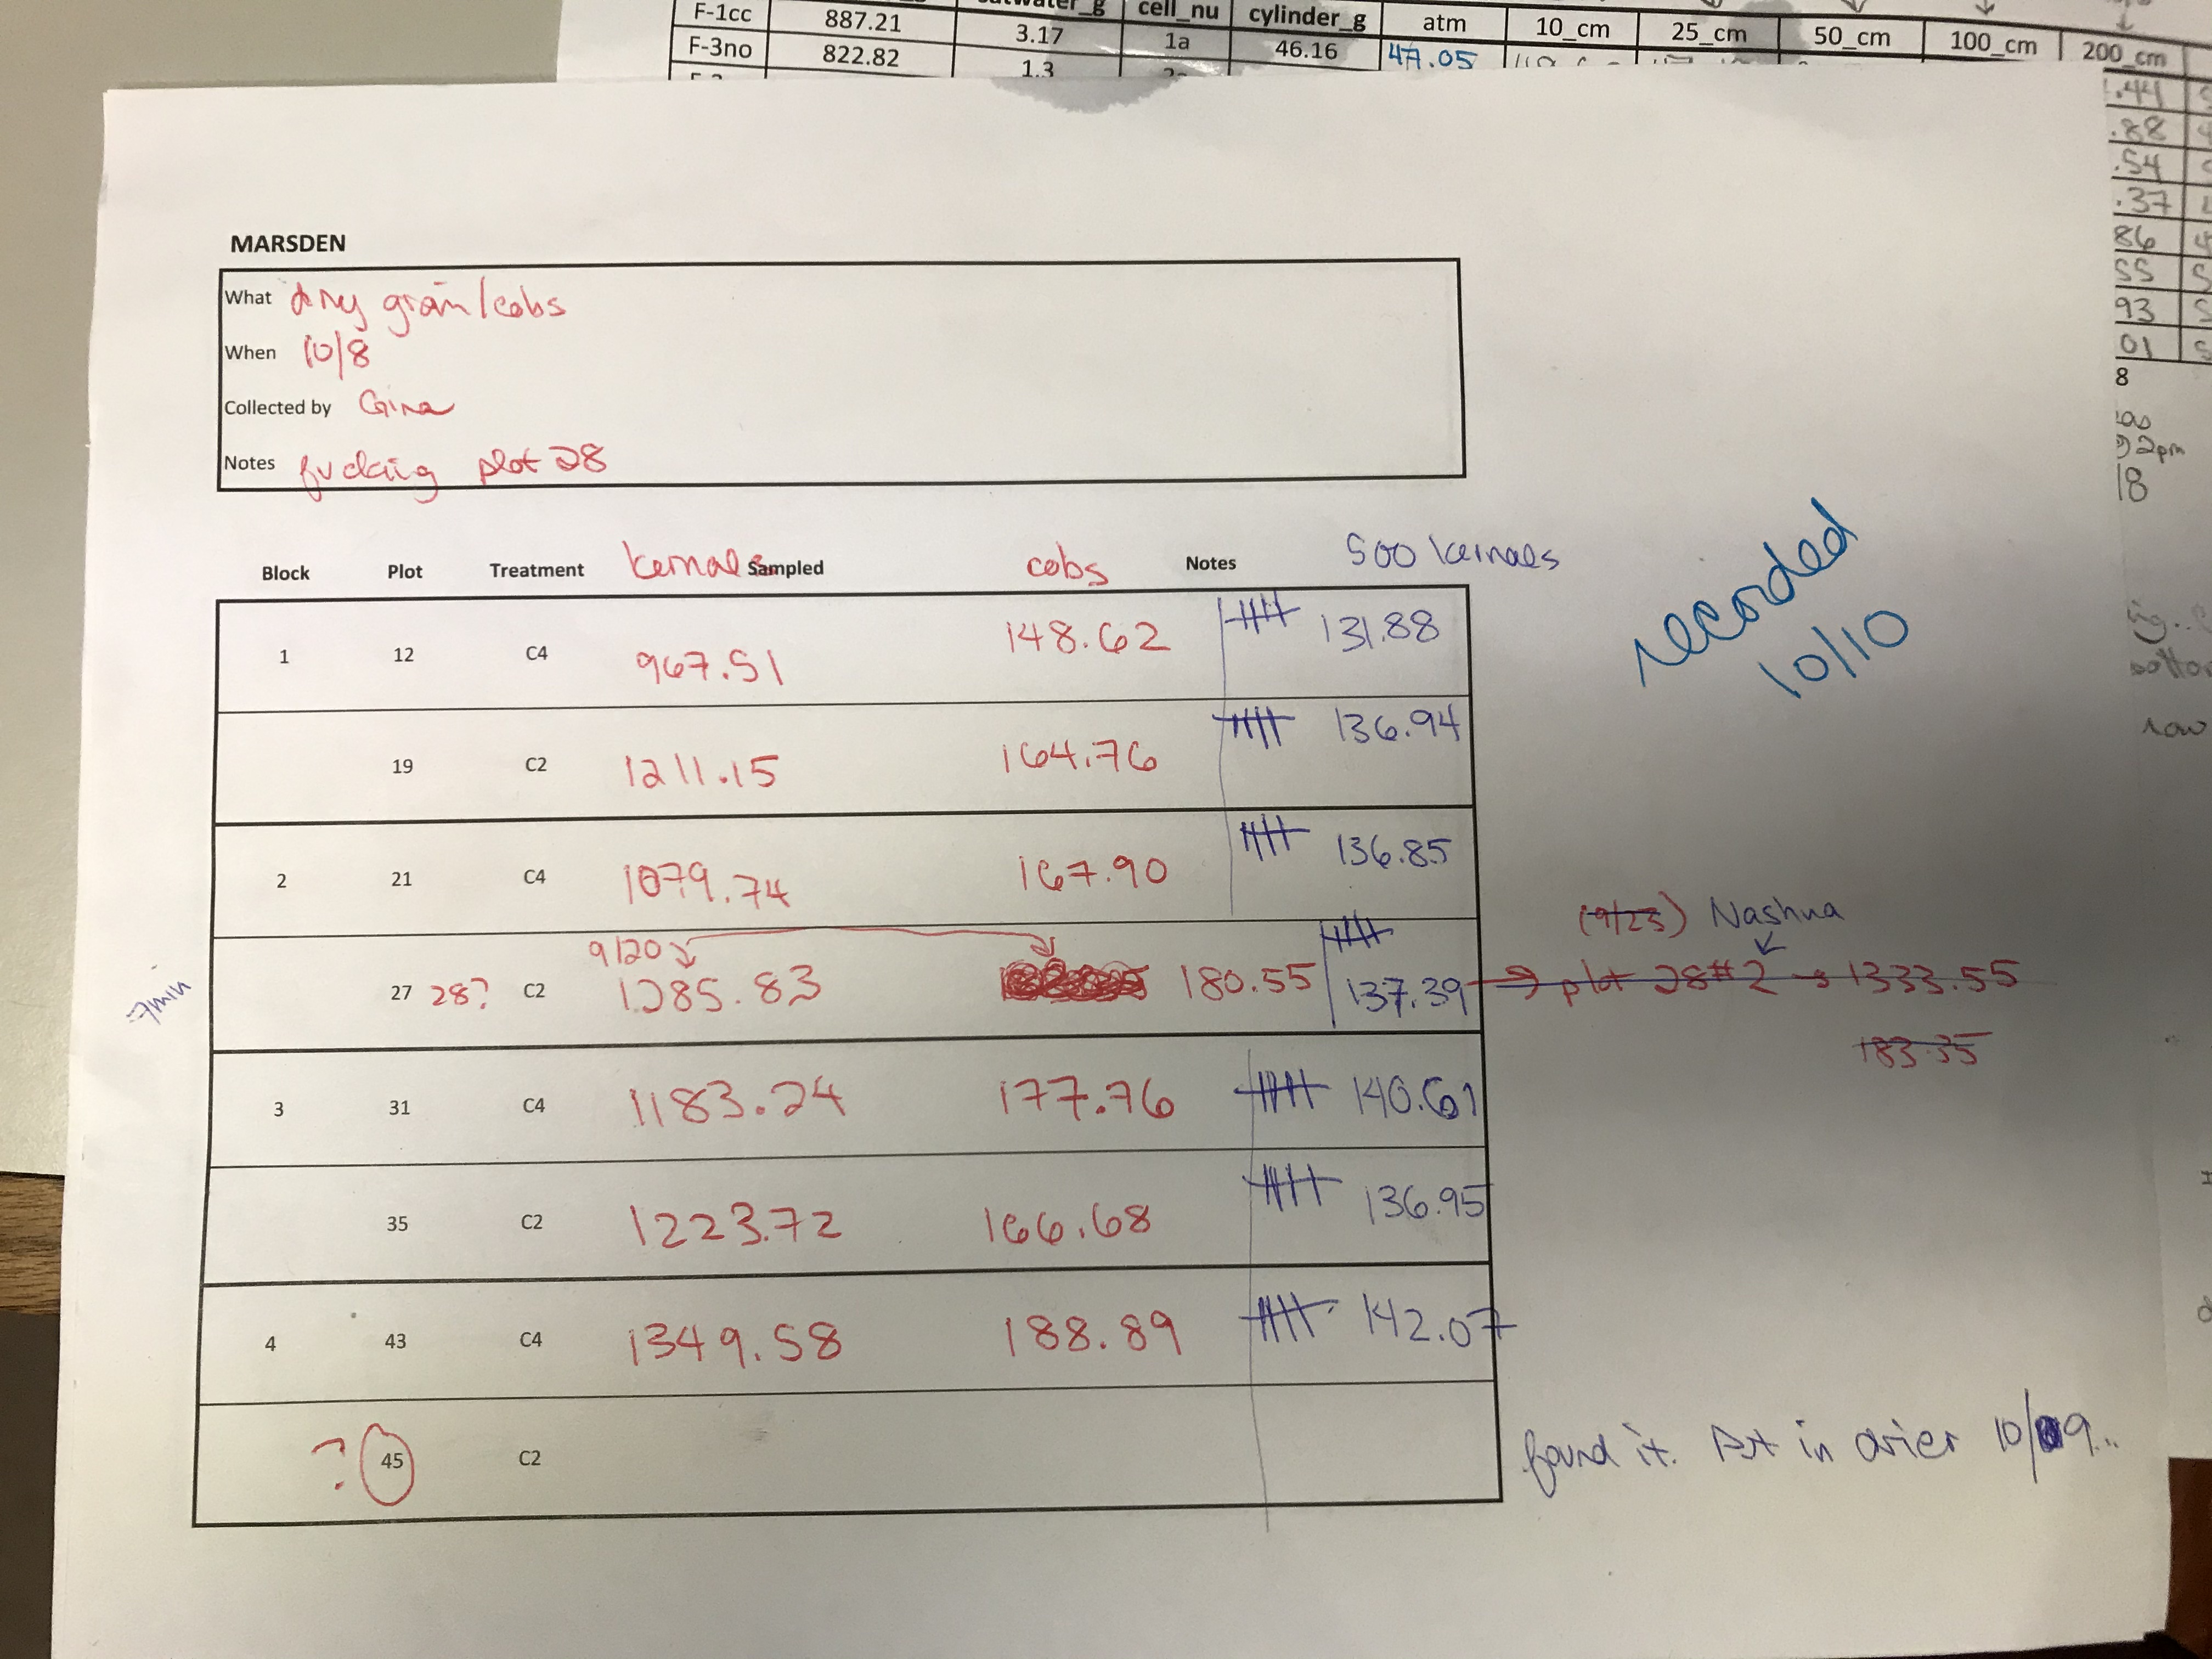 F-1cc 887.21 3.17 1a 46.16
cell_nu cylinder_g atm 10_cm 25_cm 50_cm 100_cm 200_cm
F-3no 822.82 1.3 47.05
.44
.88
.54
.37
86
55
93
01
8
2pm
18
MARSDEN
What dry grain/cobs
When 10/8
Collected by Gina
Notes fucking plot 28
Block Plot Treatment kernals Sampled cobs Notes 500 kernaes
recorded
10/10
1 12 C4 967.51 148.62 131.88
19 C2 1211.15 164.76 136.94
2 21 C4 1079.74 167.90 136.85
(9/23) Nashua
9/20
7min
27 28? C2 1285.83 180.55 137.39 → plot 28#2 → 1333.55
183.35
3 31 C4 1183.24 177.76 140.61
35 C2 1223.72 166.68 136.95
4 43 C4 1349.58 188.89 142.07
? 45 C2
found it. Put in drier 10/9..
row